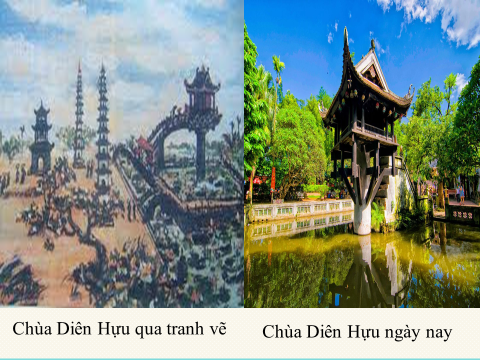 Chùa Diên Hựu qua tranh vẽ
Chùa Diên Hựu ngày nay